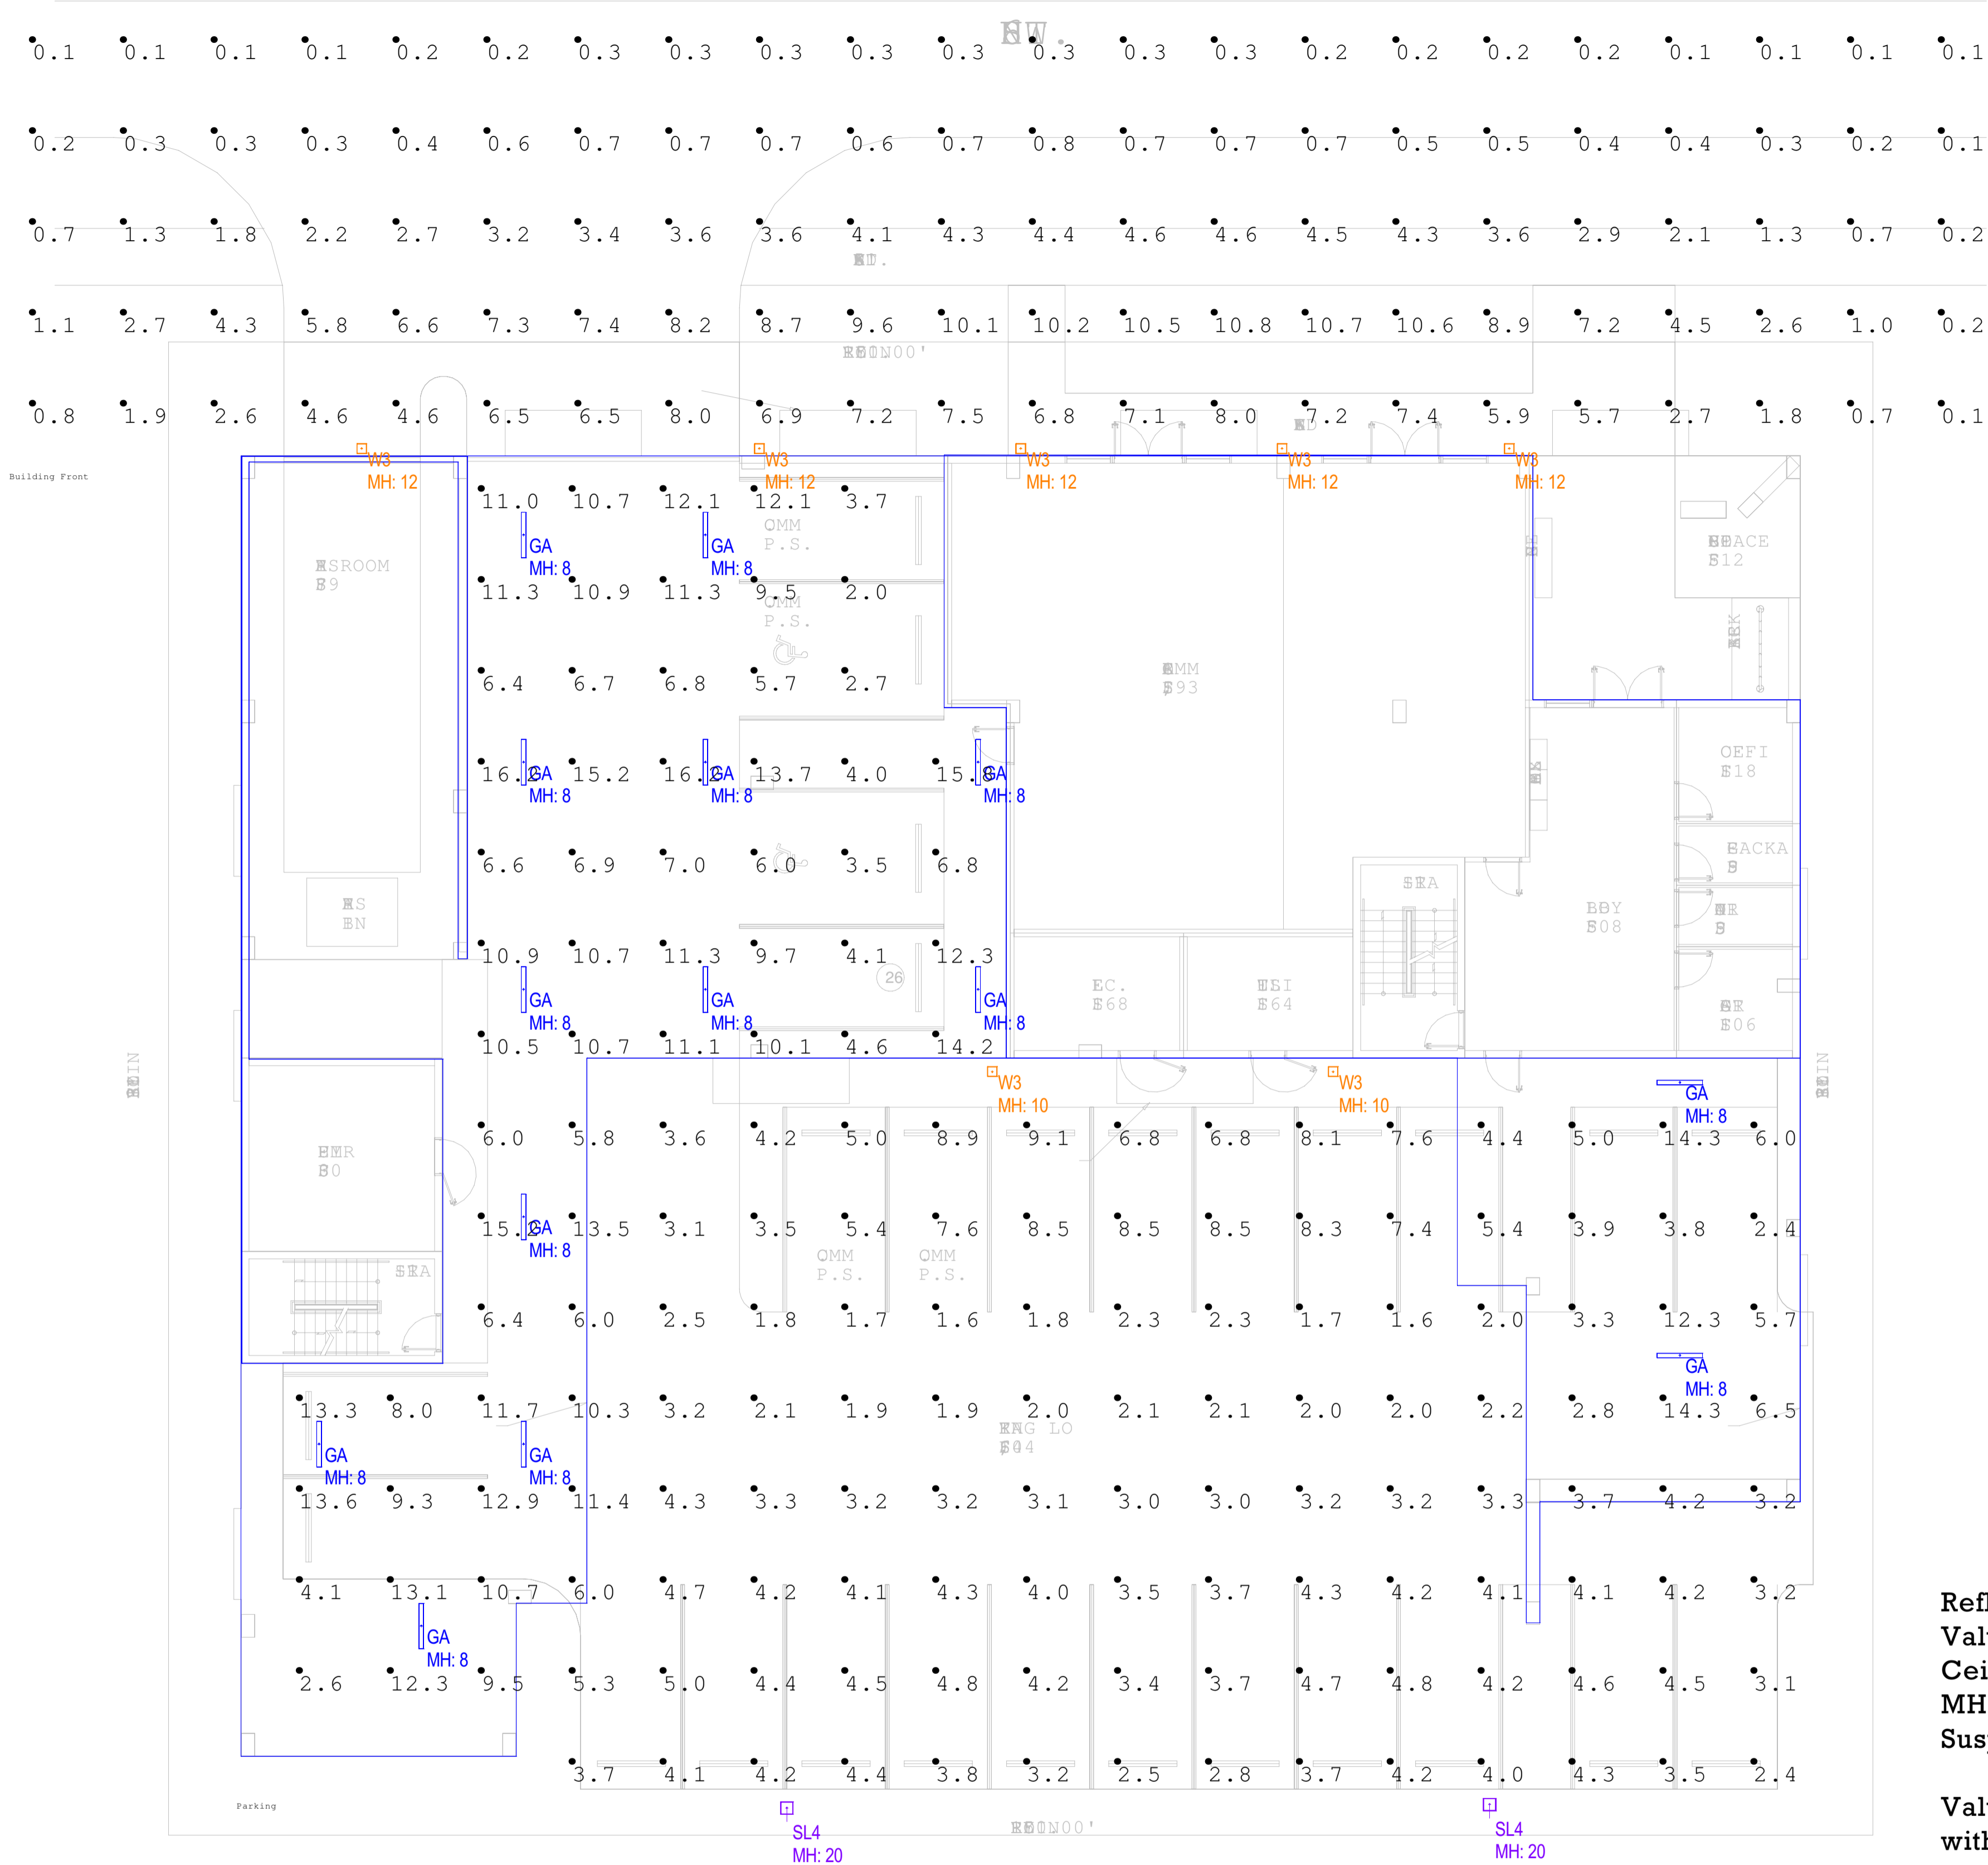 0.1 0.1 0.1 0.1 0.2 0.2 0.3 0.3 0.3 0.3 0.3 0.3 0.3 0.3 0.2 0.2 0.2 0.2 0.1 0.1 0.1 0.1
0.2 0.3 0.3 0.3 0.4 0.6 0.7 0.7 0.7 0.6 0.7 0.8 0.7 0.7 0.7 0.5 0.5 0.4 0.4 0.3 0.2 0.1
0.7 1.3 1.8 2.2 2.7 3.2 3.4 3.6 3.6 4.1 4.3 4.4 4.6 4.6 4.5 4.3 3.6 2.9 2.1 1.3 0.7 0.2
1.1 2.7 4.3 5.8 6.6 7.3 7.4 8.2 8.7 9.6 10.1 10.2 10.5 10.8 10.7 10.6 8.9 7.2 4.5 2.6 1.0 0.2
0.8 1.9 2.6 4.6 4.6 6.5 6.5 8.0 6.9 7.2 7.5 6.8 7.1 8.0 7.2 7.4 5.9 5.7 2.7 1.8 0.7 0.1
W3 W3 W3 W3 W3
Building Front
MH: 12 MH: 12 MH: 12 MH: 12 MH: 12
11.0 10.7 12.1 12.1 3.7
GA GA
P.S.
MH: 8 MH: 8
11.3 10.9 11.3 9.5 2.0
P.S.
6.4 6.7 6.8 5.7 2.7
16.2 15.2 16.2 13.7 4.0 15.8
GA GA GA
MH: 8 MH: 8 MH: 8
6.6 6.9 7.0 6.0 3.5 6.8
10.9 10.7 11.3 9.7 4.1 12.3
26
GA GA GA
MH: 8 MH: 8 MH: 8
10.5 10.7 11.1 10.1 4.6 14.2
W3 W3
GA
MH: 10 MH: 10
MH: 8
6.0 5.8 3.6 4.2 5.0 8.9 9.1 6.8 6.8 8.1 7.6 4.4 5.0 14.3 6.0
15.2 13.5 3.1 3.5 5.4 7.6 8.5 8.5 8.5 8.3 7.4 5.4 3.9 3.8 2.4
GA
MH: 8
P.S. P.S.
6.4 6.0 2.5 1.8 1.7 1.6 1.8 2.3 2.3 1.7 1.6 2.0 3.3 12.3 5.7
GA
MH: 8
13.3 8.0 11.7 10.3 3.2 2.1 1.9 1.9 2.0 2.1 2.1 2.0 2.0 2.2 2.8 14.3 6.5
GA GA
MH: 8 MH: 8
13.6 9.3 12.9 11.4 4.3 3.3 3.2 3.2 3.1 3.0 3.0 3.2 3.2 3.3 3.7 4.2 3.2
4.1 13.1 10.7 6.0 4.7 4.2 4.1 4.3 4.0 3.5 3.7 4.3 4.2 4.1 4.1 4.2 3.2
GA
MH: 8
2.6 12.3 9.5 5.3 5.0 4.4 4.5 4.8 4.2 3.4 3.7 4.7 4.8 4.2 4.6 4.5 3.1
3.7 4.1 4.2 4.4 3.8 3.2 2.5 2.8 3.7 4.2 4.0 4.3 3.5 2.4
Parking
SL4 SL4
MH: 20 MH: 20
MH
with